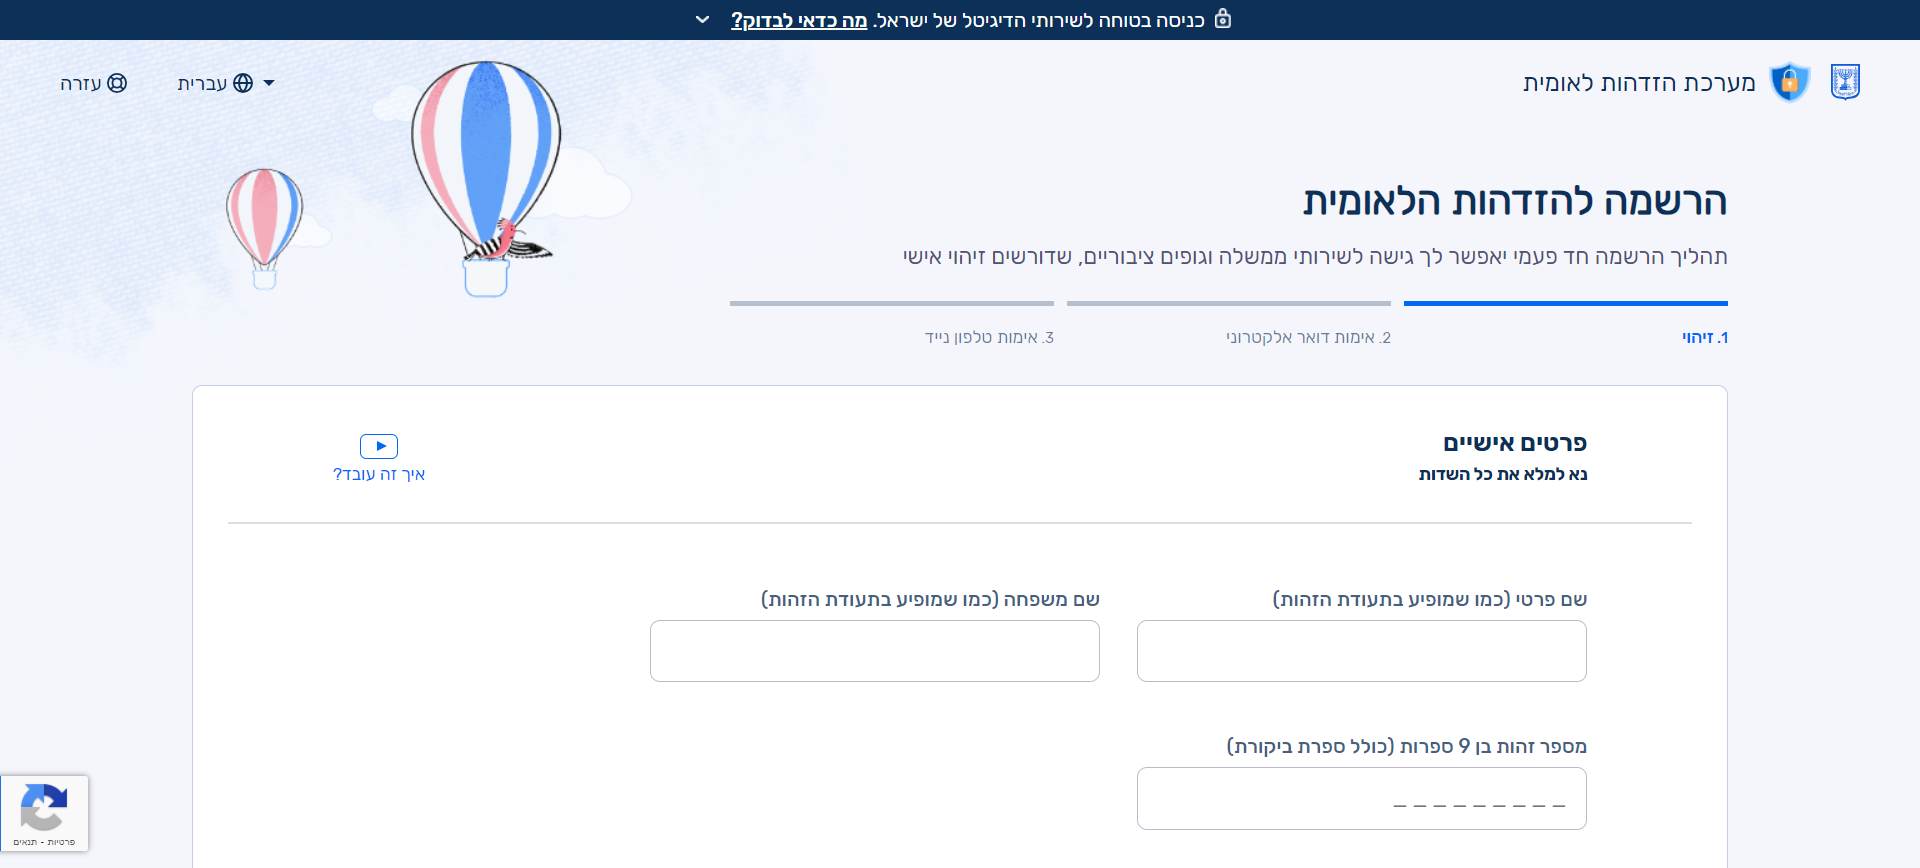 כניסה בטוחה לשירותי הדיגיטל של ישראל. מה כדאי לבדוק?
מערכת הזדהות לאומית
עברית
עזרה
הרשמה להזדהות הלאומית
תהליך הרשמה חד פעמי יאפשר לך גישה לשירותי ממשלה וגופים ציבוריים, שדורשים זיהוי אישי
1. זיהוי
2. אימות דואר אלקטרוני
3. אימות טלפון נייד
פרטים אישיים
נא למלא את כל השדות
איך זה עובד?
שם פרטי (כמו שמופיע בתעודת הזהות)
שם משפחה (כמו שמופיע בתעודת הזהות)
מספר זהות בן 9 ספרות (כולל ספרת ביקורת)
_ _ _ _ _ _ _ _ _
פרטיות - תנאים